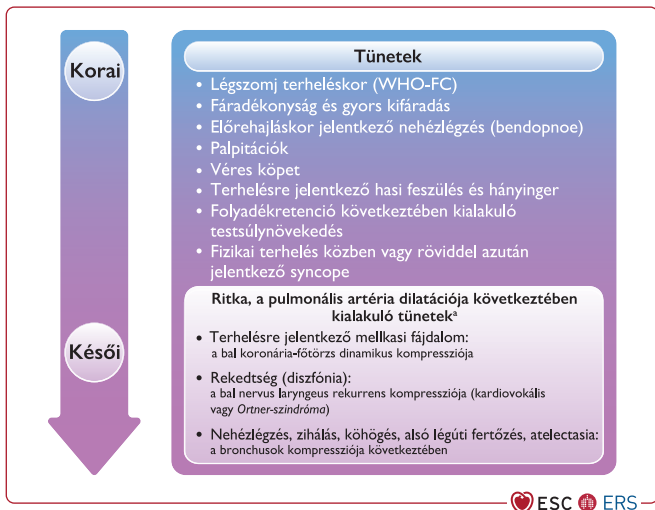 Korai
Késői
Tünetek
• Légszomj terheléskor (WHO-FC)
• Fáradékonyság és gyors kifáradás
• Előrehajláskor jelentkező nehézlégzés (bendopnoe)
• Palpitációk
• Véres köpet
• Terhelésre jelentkező hasi feszülés és hányinger
• Folyadékretenció következtében kialakuló
testsúlynövekedés
• Fizikai terhelés közben vagy röviddel azután
jelentkező syncope
Ritka, a pulmonális artéria dilatációja következtében
kialakuló tünetekᵃ
• Terhelésre jelentkező mellkasi fájdalom:
a bal koronária-főtörzs dinamikus kompressziója
• Rekedtség (diszfónia):
a bal nervus laryngeus rekurrens kompressziója (kardiovokális
vagy Ortner-szindróma)
• Nehézlégzés, zihálás, köhögés, alsó légúti fertőzés, atelectasia:
a bronchusok kompressziója következtében
ESC ERS